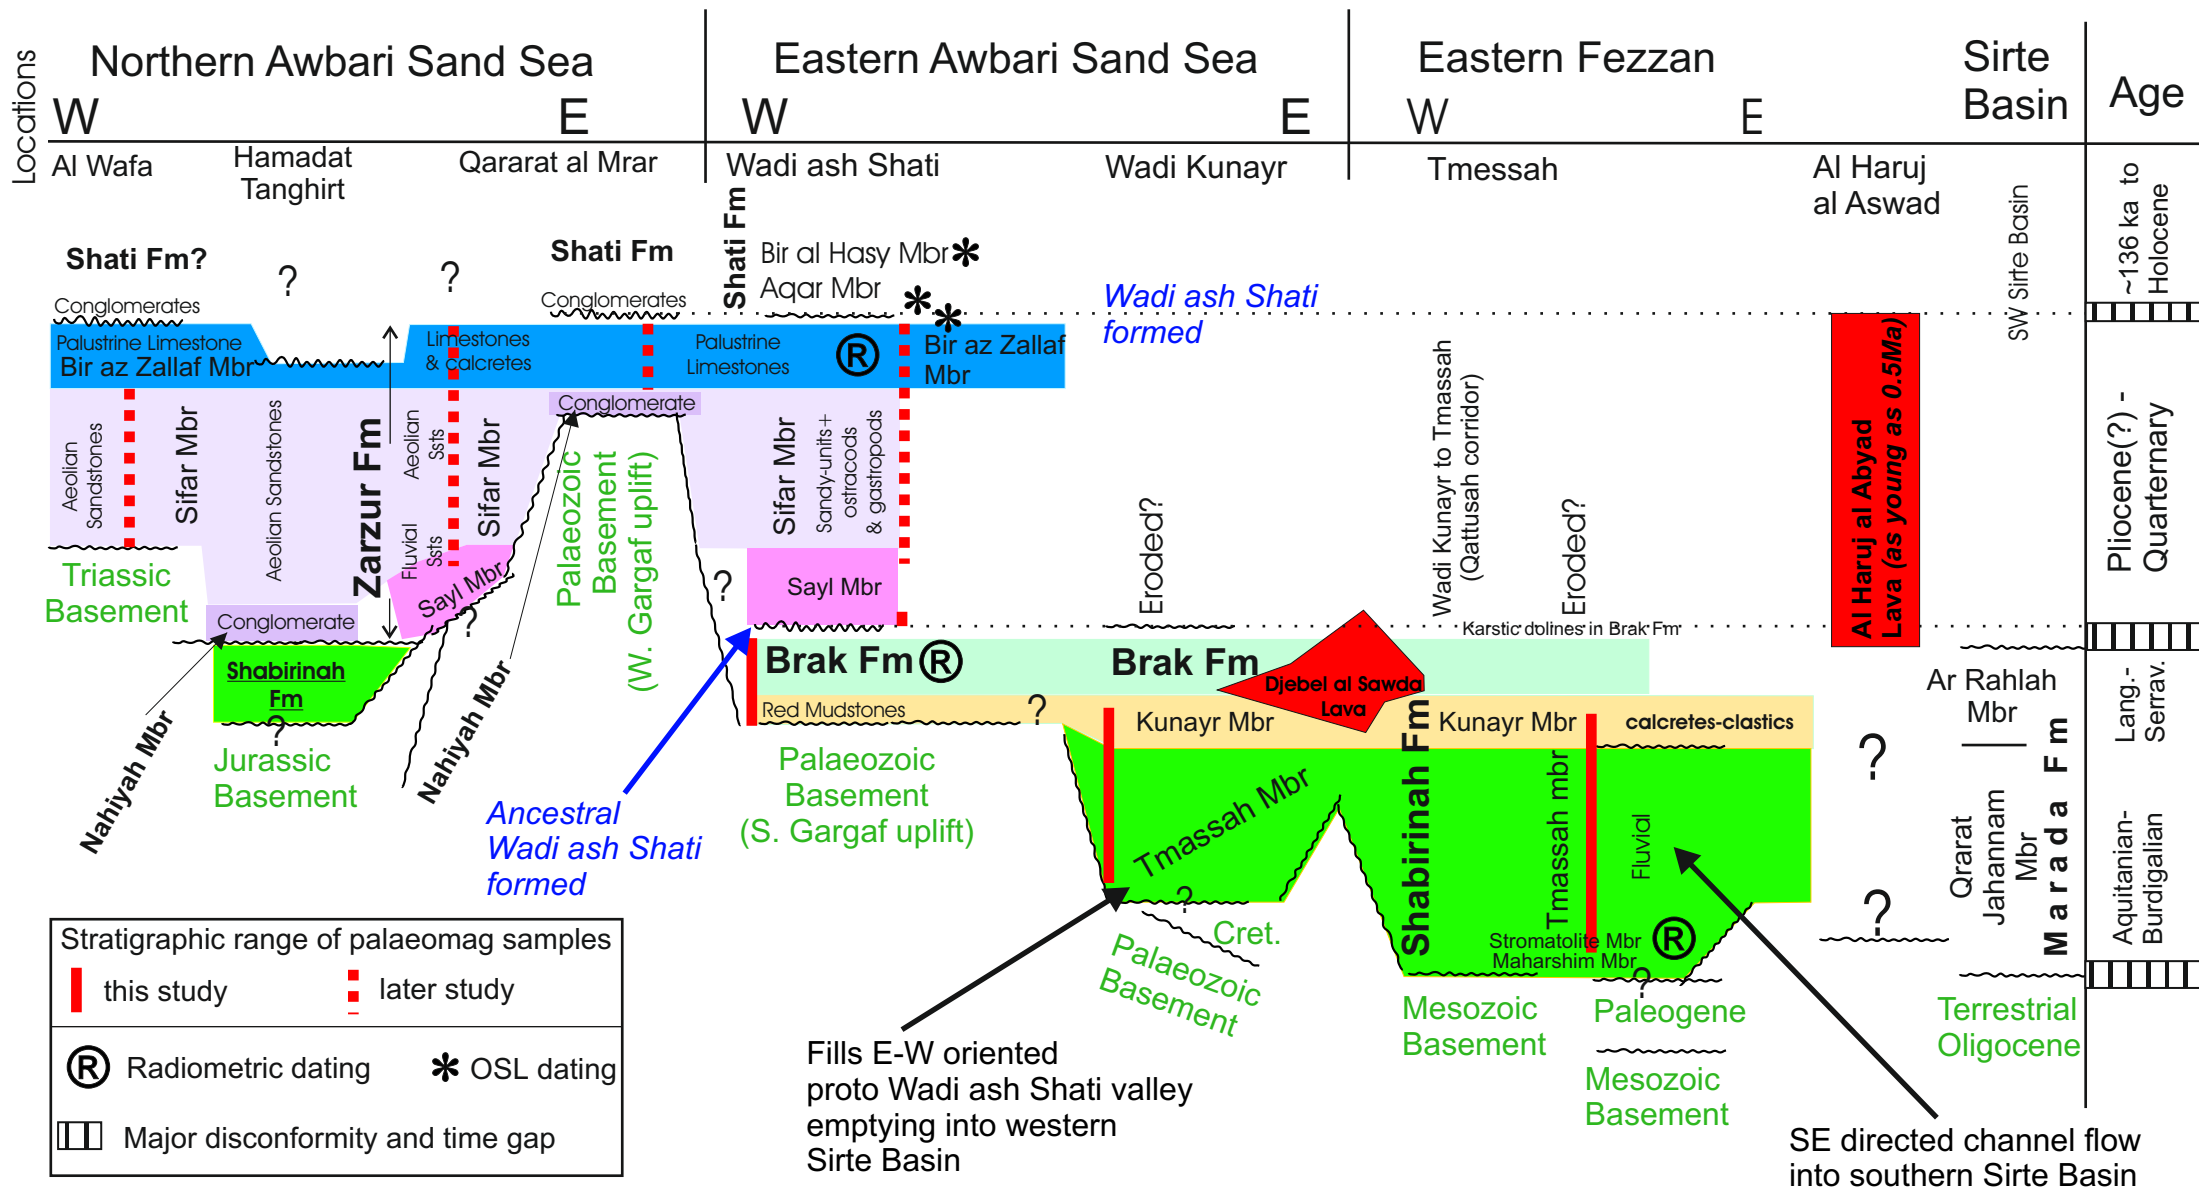 Locations
Northern Awbari Sand Sea
W
E
Eastern Awbari Sand Sea
W
E
Eastern Fezzan
W
E
Sirte
Basin
Age
Al Wafa
Hamadat
Tanghirt
Qararat al Mrar
Wadi ash Shati
Wadi Kunayr
Tmessah
Al Haruj
al Aswad
SW Sirte Basin
~136 ka to
Holocene
Shati Fm?
?
?
Shati Fm
Shati Fm
Bir al Hasy Mbr*
Aqar Mbr
*
*
Conglomerates
Conglomerates
Wadi ash Shati
formed
Palustrine Limestone
Bir az Zallaf Mbr
Limestones
& calcretes
Palustrine
Limestones
R
Bir az Zallaf
Mbr
Conglomerate
Aeolian
Sandstones
Sifar Mbr
Aeolian Sandstones
Zarzur Fm
Aeolian
Ssts
Fluvial
Ssts
Sifar Mbr
Palaeozoic
Basement
(W. Gargaf uplift)
Sifar Mbr
Sandy-units+
ostracods
& gastropods
Eroded?
Wadi Kunayr to Tmassah
(Qattusah corridor)
Eroded?
Al Haruj al Abyad
Lava (as young as 0.5Ma)
Pliocene(?) -
Quarternary
Triassic
Basement
Conglomerate
Sayl Mbr
?
?
Sayl Mbr
Karstic dolines in Brak Fm
Shabirinah
Fm
?
Jurassic
Basement
Nahiyah Mbr
Nahiyah Mbr
Brak Fm
R
Brak Fm
Djebel al Sawda
Lava
Red Mudstones
?
Kunayr Mbr
Kunayr Mbr
calcretes-clastics
Ar Rahlah
Mbr
Lang.-
Serrav.
Ancestral
Wadi ash Shati
formed
Palaeozoic
Basement
(S. Gargaf uplift)
Tmassah Mbr
?
Cret.
Palaeozoic
Basement
Shabirinah Fm
Tmassah mbr
Fluvial
Stromatolite Mbr
Maharshim Mbr
R
?
?
?
Qrarat
Jahannam
Mbr
Marada Fm
Aquitanian-
Burdigalian
Mesozoic
Basement
Paleogene
Mesozoic
Basement
Terrestrial
Oligocene
Stratigraphic range of palaeomag samples
this study
later study
R Radiometric dating
* OSL dating
Major disconformity and time gap
Fills E-W oriented
proto Wadi ash Shati valley
emptying into western
Sirte Basin
SE directed channel flow
into southern Sirte Basin